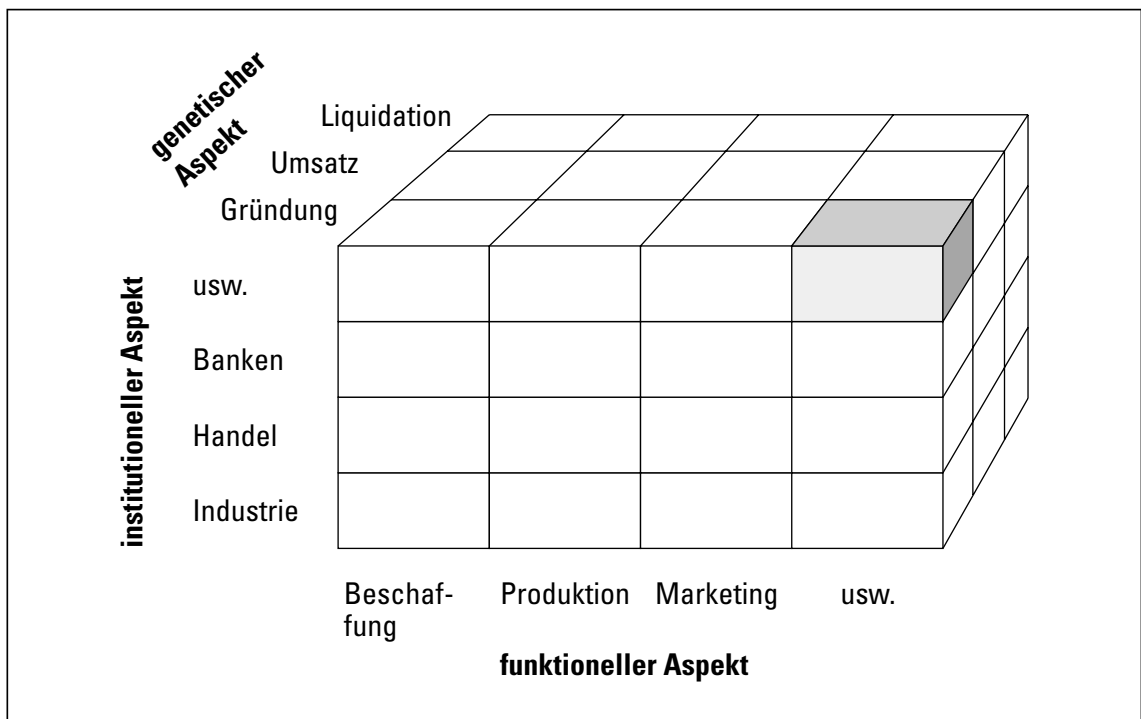 genetischer
Aspekt
Liquidation
Umsatz
Gründung
institutioneller Aspekt
usw.
Banken
Handel
Industrie
Beschaf-
fung
Produktion
Marketing
usw.
funktioneller Aspekt